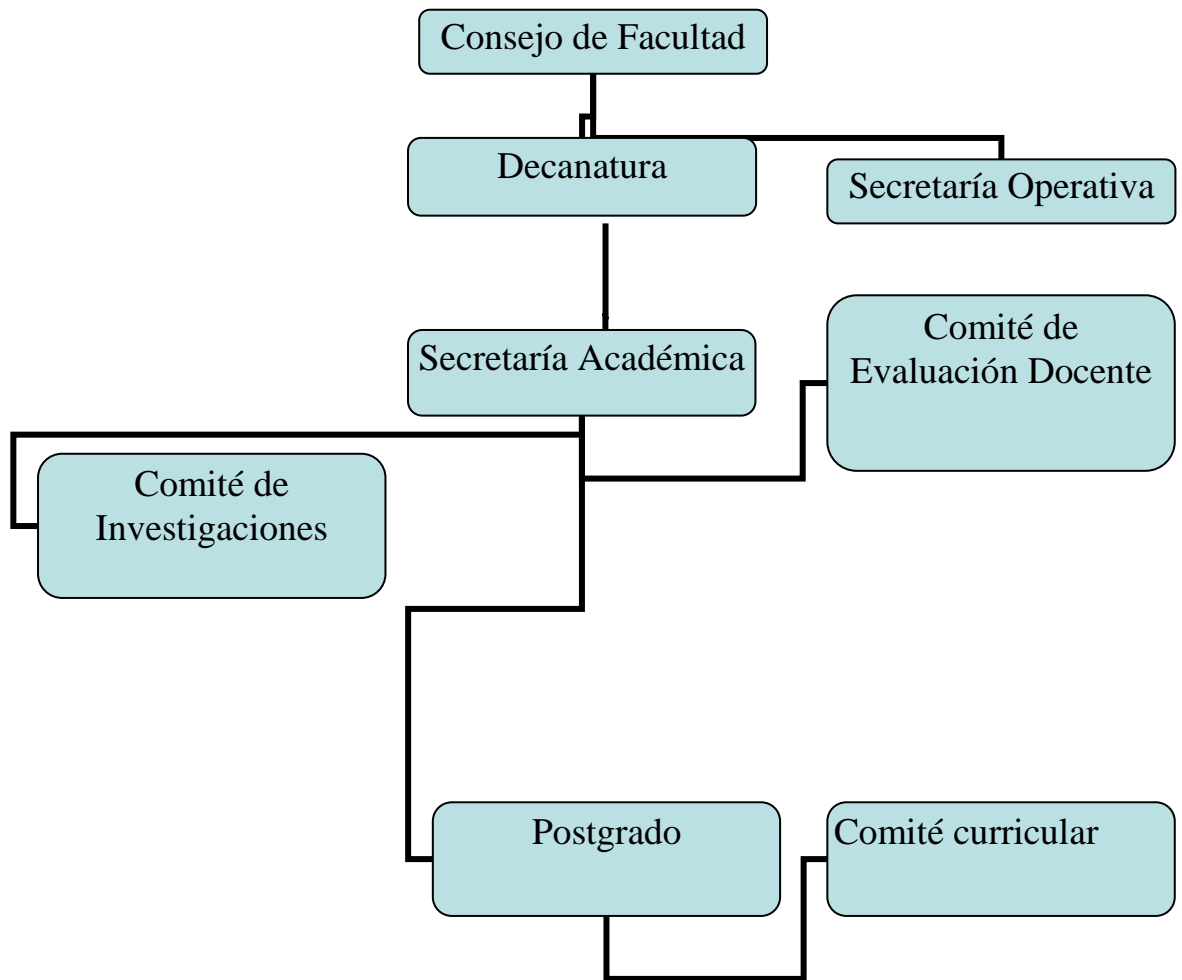 Consejo de Facultad
Decanatura
Secretaría Operativa
Secretaría Académica
Comité de
Evaluación Docente
Comité de
Investigaciones
Postgrado
Comité curricular